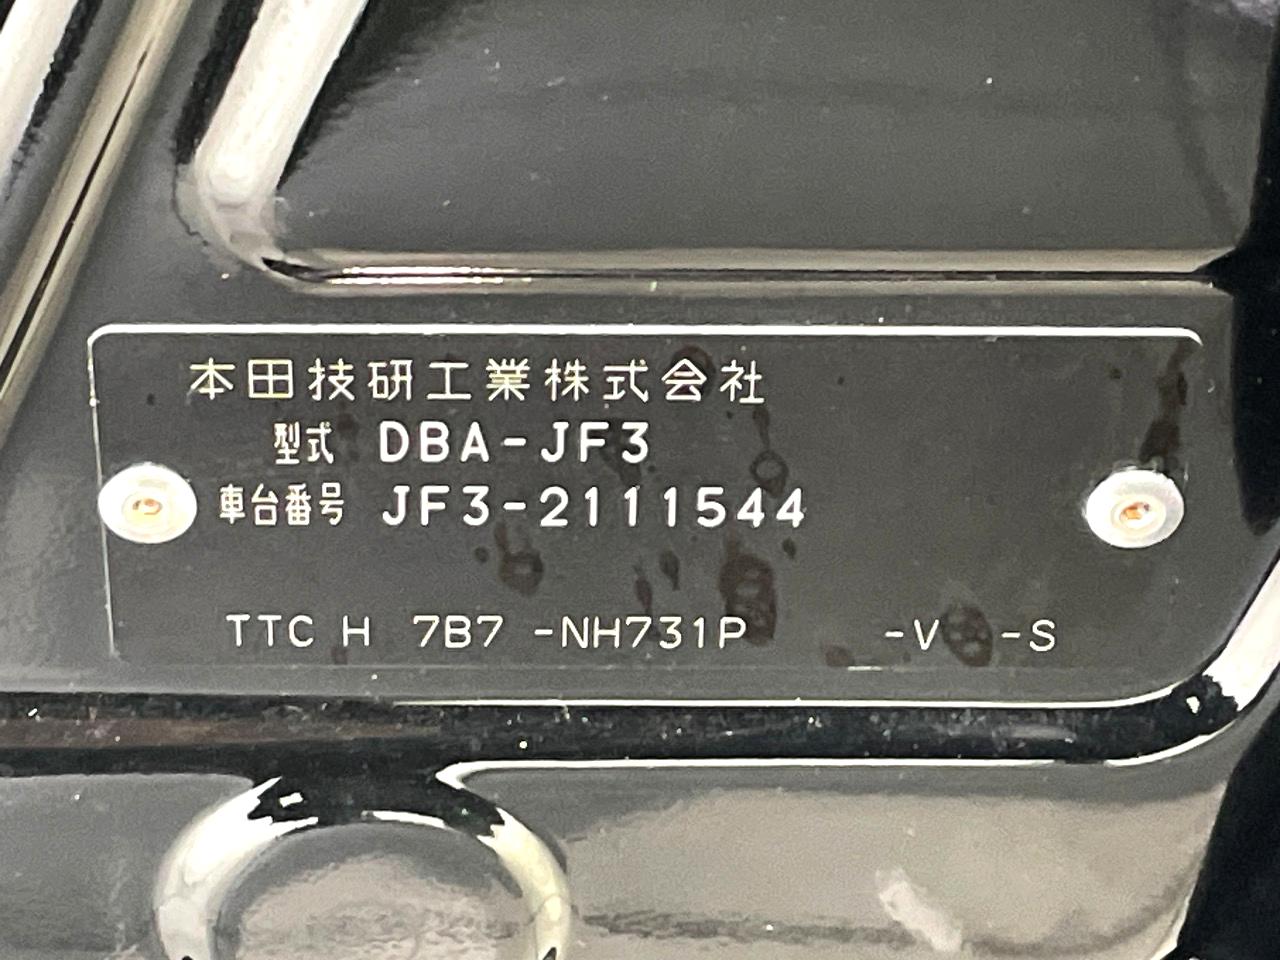 本田技研工業株式会社
型式 DBA-JF3
車台番号 JF3-2111544
TTC H 7B7 -NH731P -V -S